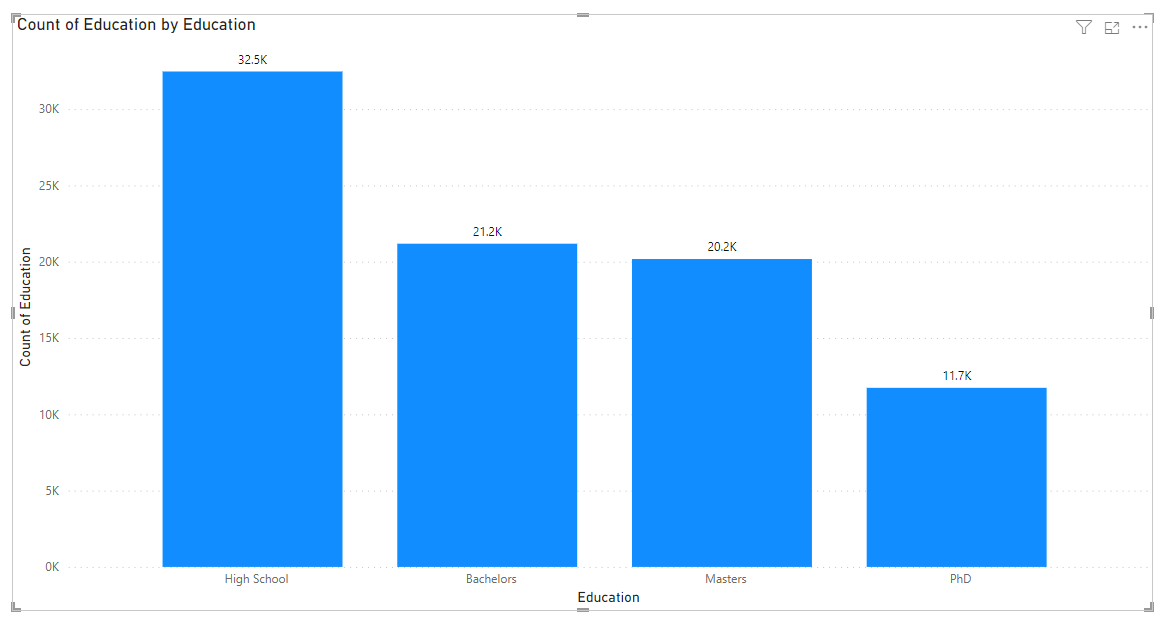 Count of Education by Education
32.5K
21.2K
20.2K
11.7K
30K
25K
20K
15K
10K
5K
0K
Count of Education
High School
Bachelors
Masters
PhD
Education